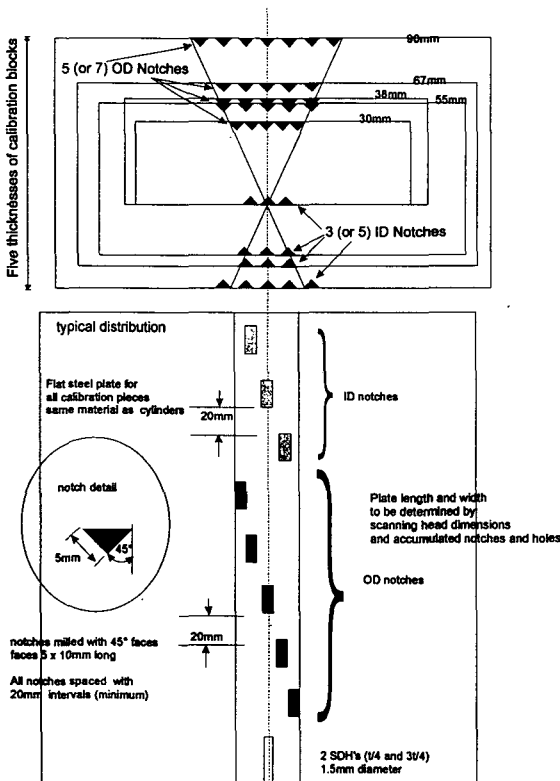 90mm
5 (or 7) OD Notches
67mm
38mm
55mm
30mm
Five thicknesses of calibration blocks
3 (or 5) ID Notches
typical distribution
Flat steel plate for
all calibration pieces
same material as cylinders
20mm
ID notches
notch detail
5mm
45°
Plate length and width
to be determined by
scanning head dimensions
and accumulated notches and holes
OD notches
20mm
notches milled with 45° faces
faces 5 x 10mm long
All notches spaced with
20mm intervals (minimum)
2 SDH's (t/4 and 3t/4)
1.5mm diameter